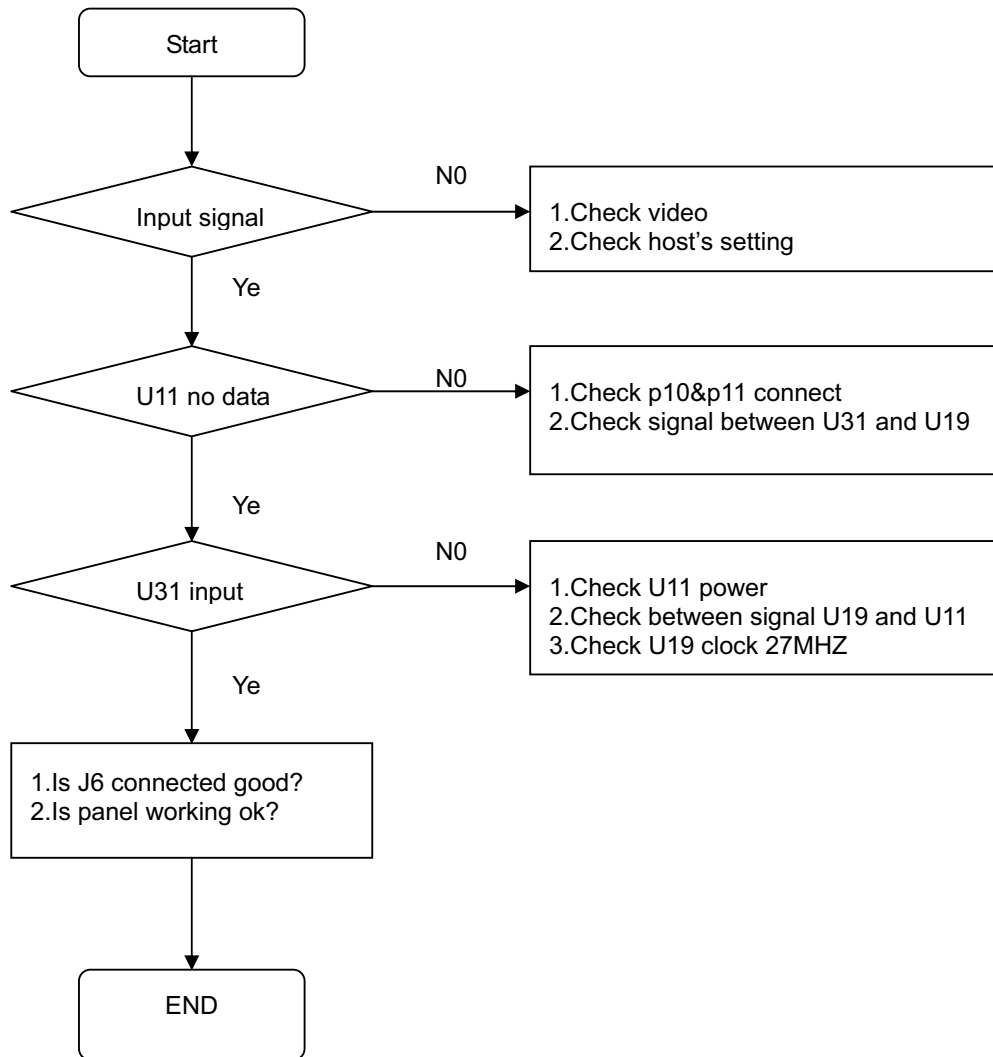 Start
N0
Input signal
1.Check video
2.Check host's setting
Ye
N0
U11 no data
1.Check p10&p11 connect
2.Check signal between U31 and U19
Ye
N0
U31 input
1.Check U11 power
2.Check between signal U19 and U11
3.Check U19 clock 27MHZ
Ye
1.Is J6 connected good?
2.Is panel working ok?
END